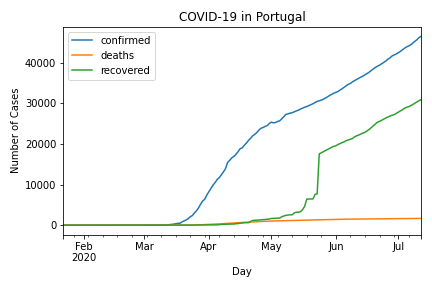 COVID-19 in Portugal
confirmed
deaths
recovered
Number of Cases
40000
30000
20000
10000
0
Feb
2020
Mar
Apr
May
Jun
Jul
Day